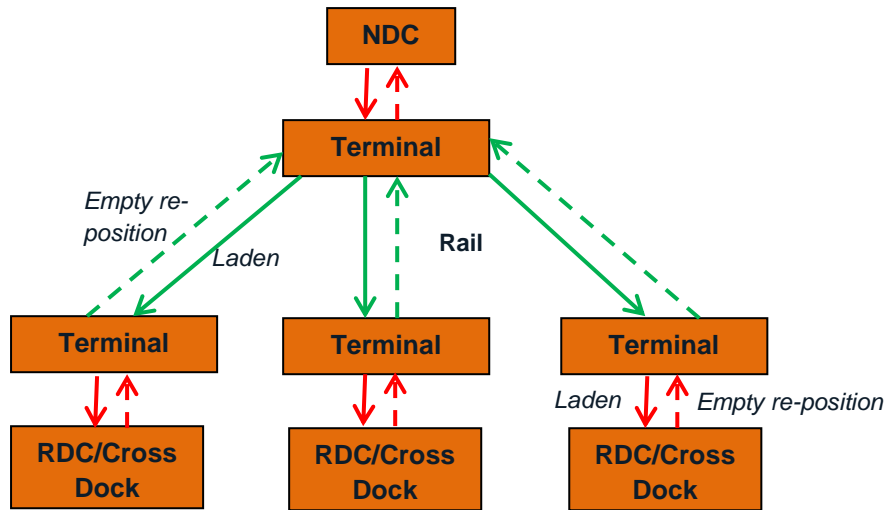 NDC
Terminal
Empty re-
position
Laden
Rail
Terminal
Terminal
Terminal
Laden
Empty re-position
RDC/Cross
Dock
RDC/Cross
Dock
RDC/Cross
Dock